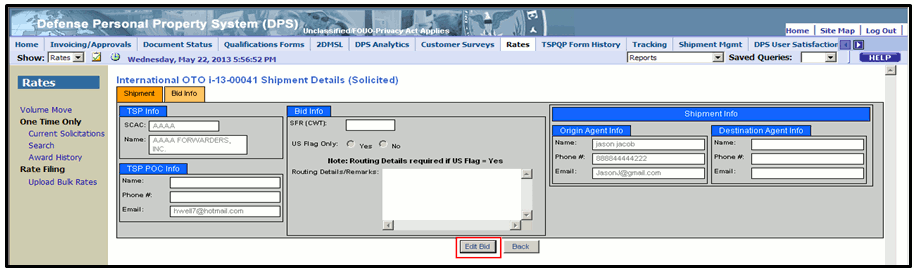 Defense Personal Property System (DPS)
Unclassified/FOUO-Privacy Act Applies
Home | Site Map | Log Out
Home Invoicing/Approvals Document Status Qualifications Forms 2DMSL DPS Analytics Customer Surveys Rates TSPQP Form History Tracking Shipment Mgmt DPS User Satisfaction
Show: Rates Wednesday, May 22, 2013 5:56:52 PM Reports Saved Queries: HELP
Rates
Volume Move
One Time Only
Current Solicitations
Search
Award History
Rate Filing
Upload Bulk Rates
International OTO i-13-00041 Shipment Details (Solicited)
Shipment Bid Info
TSP Info
SCAC: AAAA
Name: AAAA FORWARDERS,
INC.
TSP POC Info
Name:
Phone #:
Email: hwell7@hotmail.com
Bid Info
SFR (CWT):
US Flag Only: Yes No
Note: Routing Details required if US Flag = Yes
Routing Details/Remarks:
Shipment Info
Origin Agent Info
Name: jason jacob
Phone #: 888644444222
Email: JasonJ@gmail.com
Destination Agent Info
Name:
Phone #:
Email:
Edit Bid Back